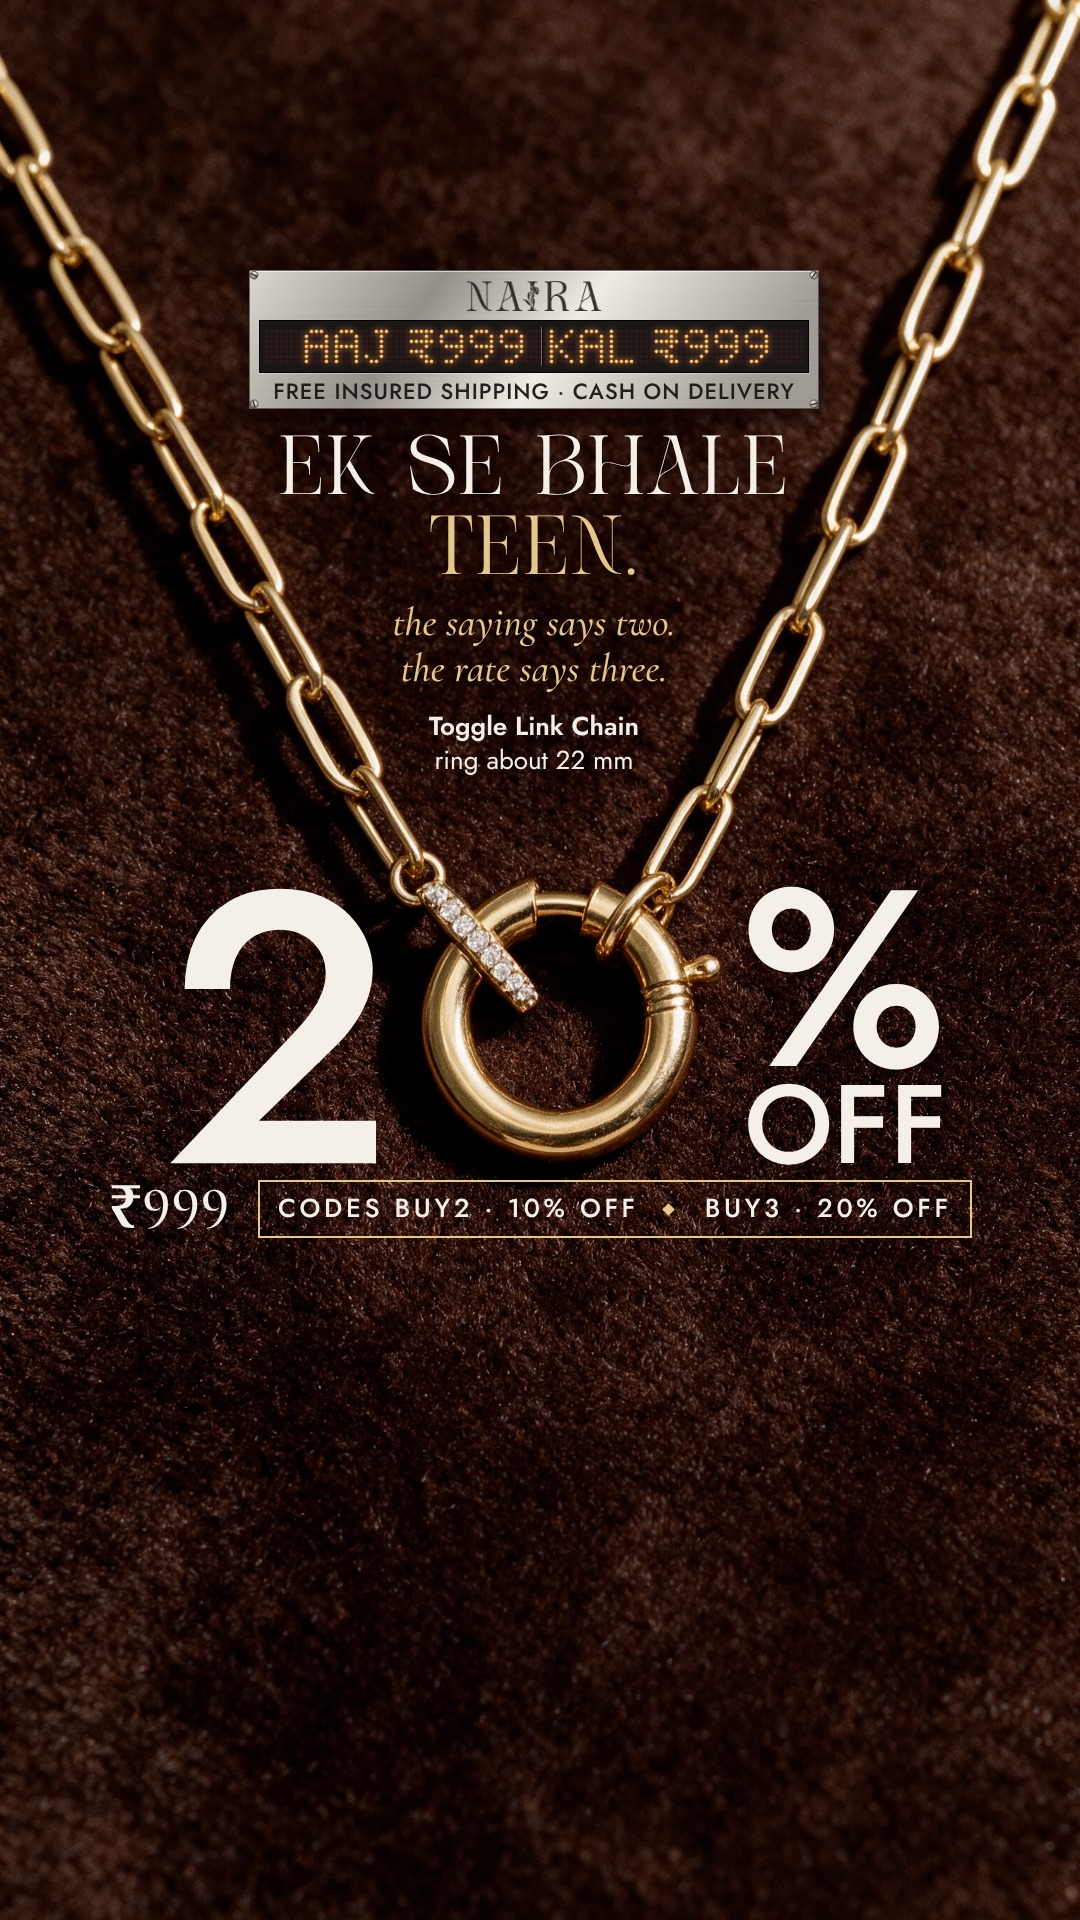 NAIRA
AAJ ₹999 KAL ₹999
FREE INSURED SHIPPING · CASH ON DELIVERY
EK SE BHALE
TEEN.
the saying says two.
the rate says three.
Toggle Link Chain
ring about 22 mm
2 %
OFF
₹999 CODES BUY2 · 10% OFF ◆ BUY3 · 20% OFF